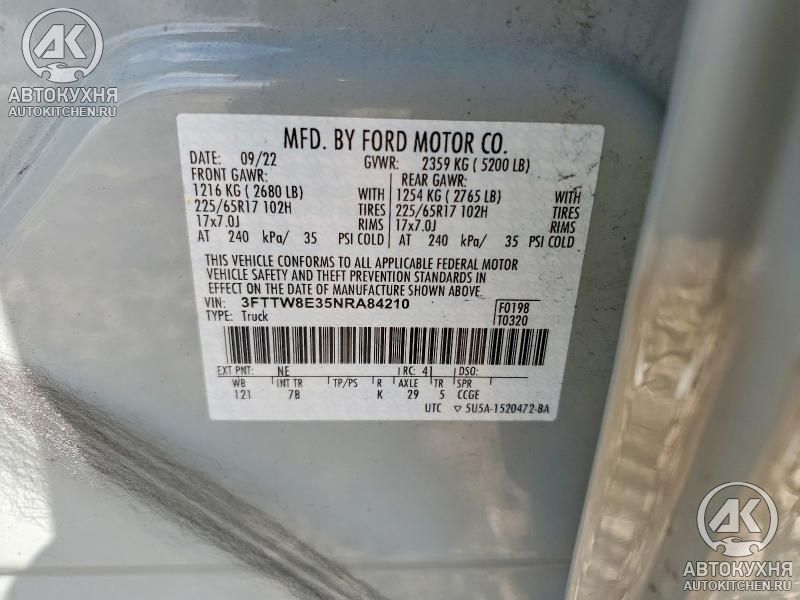 AK
АВТОКУХНЯ
AUTOKITCHEN.RU
MFD. BY FORD MOTOR CO.
DATE: 09/22 GVWR: 2359 KG ( 5200 LB)
FRONT GAWR: REAR GAWR:
1216 KG ( 2680 LB) WITH 1254 KG ( 2765 LB) WITH
225/65R17 102H TIRES 225/65R17 102H TIRES
17x7.0J RIMS 17x7.0J RIMS
AT 240 kPa/ 35 PSI COLD AT 240 kPa/ 35 PSI COLD
THIS VEHICLE CONFORMS TO ALL APPLICABLE FEDERAL MOTOR
VEHICLE SAFETY AND THEFT PREVENTION STANDARDS IN
EFFECT ON THE DATE OF MANUFACTURE SHOWN ABOVE.
VIN: 3FTTW8E35NRA84210 F0198
TYPE: Truck T0320
EXT PNT: NE RC: 41 DSO:
WB INT TR TP/PS R AXLE TR SPR
121 7B K 29 5 CCGE
UTC ▽ 5U5A-1520472-BA
AK
АВТОКУХНЯ
AUTOKITCHEN.RU